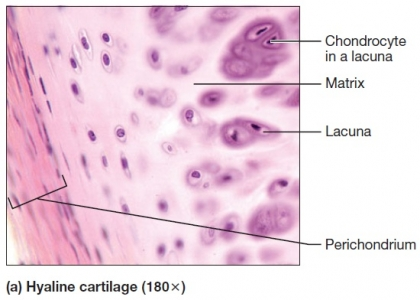 Chondrocyte
in a lacuna
Matrix
Lacuna
Perichondrium
(a) Hyaline cartilage (180×)